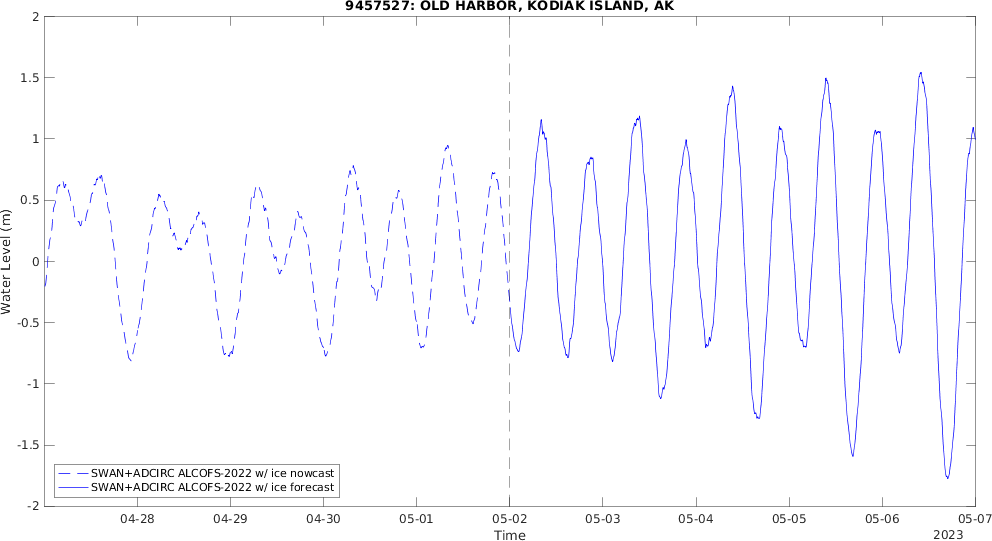 9457527: OLD HARBOR, KODIAK ISLAND, AK
2
1.5
1
0.5
0
-0.5
-1
-1.5
-2
Water Level (m)
SWAN+ADCIRC ALCOFS-2022 w/ ice nowcast
SWAN+ADCIRC ALCOFS-2022 w/ ice forecast
04-28 04-29 04-30 05-01 05-02 05-03 05-04 05-05 05-06 05-07
Time
2023